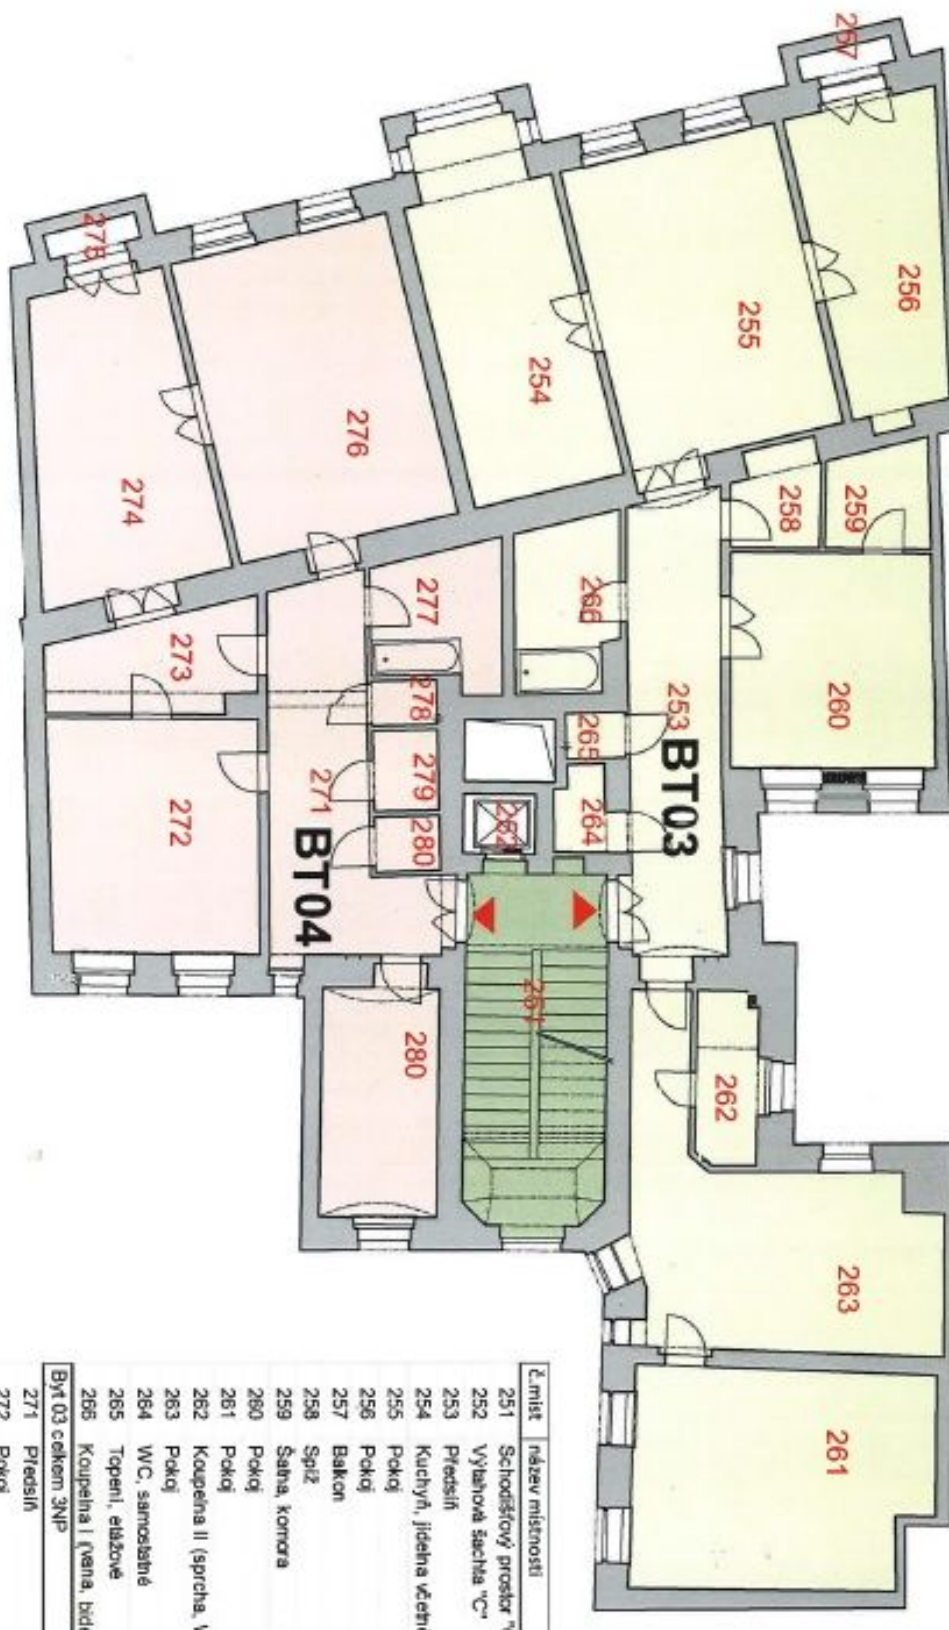 267
256
255
254
275
276
274
259
258
260
266
277
273
253
BT03
265
264
278
279
280
271
BT04
272
262
251
280
262
263
261
č.míst název místnosti
251 Schodišťový prostor
252 Výtahová šachta "C"
253 Předsíň
254 Kuchyň, jídelna včetně
255 Pokoj
256 Pokoj
257 Balkon
258 Spíž
259 Šatna, komora
260 Pokoj
261 Pokoj
262 Koupelna II (sprcha,
263 Pokoj
264 WC, samostatné
265 Topení, etážové
266 Koupelna I (vana,
Byt 03 celkem 3NP
271 Předsíň
272 Pokoj